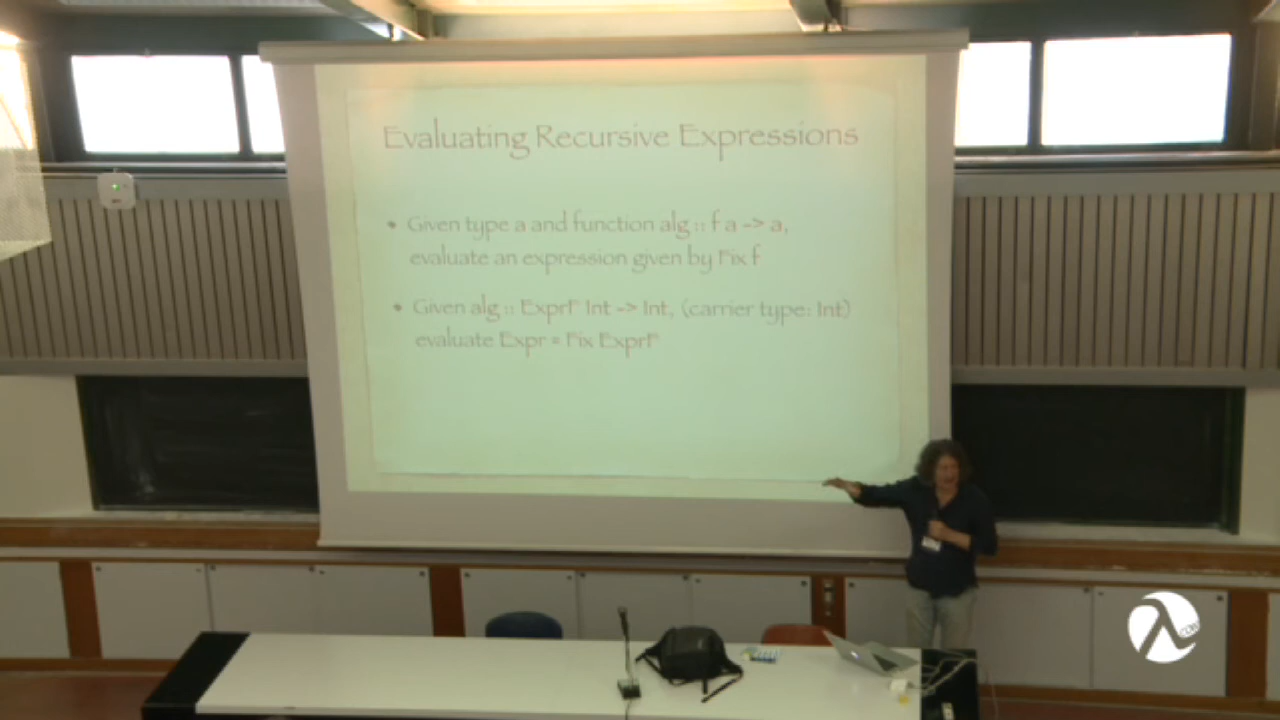 Evaluating Recursive Expressions
• Given type a and function alg :: f a -> a,
evaluate an expression given by Fix f
• Given alg :: ExprF Int -> Int, (carrier type: Int)
evaluate Expr = Fix ExprF
λ
CON